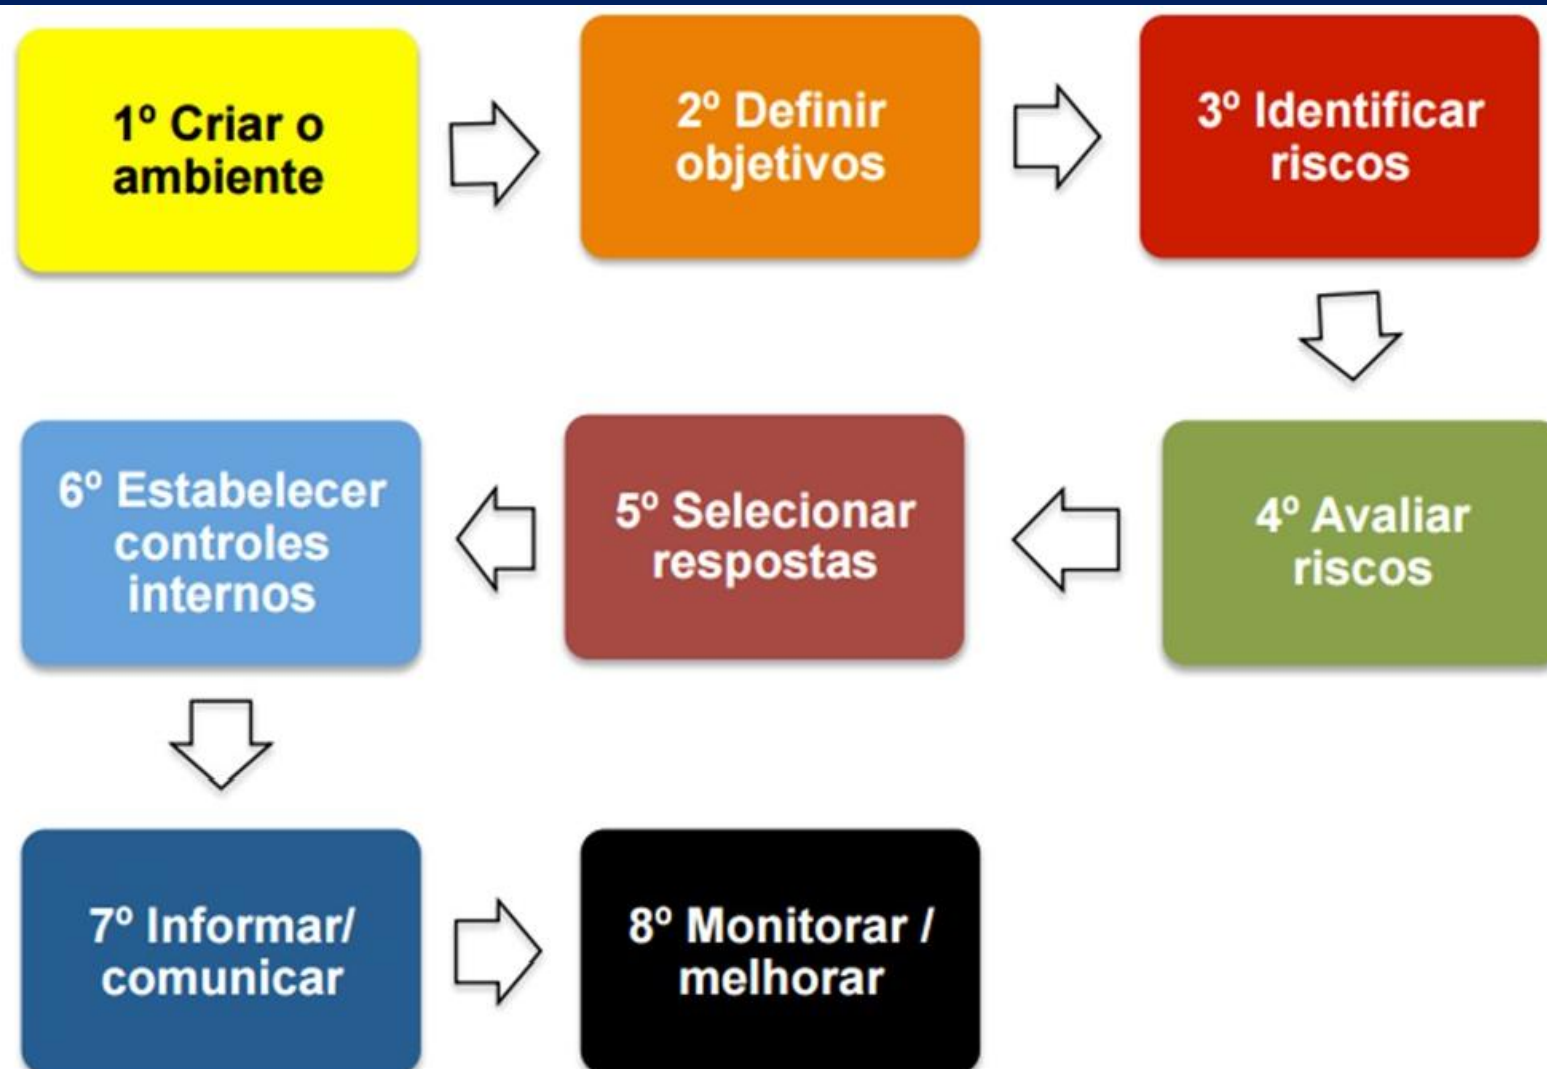 1º Criar o
ambiente
2º Definir
objetivos
3º Identificar
riscos
4º Avaliar
riscos
5º Selecionar
respostas
6º Estabelecer
controles
internos
7º Informar/
comunicar
8º Monitorar /
melhorar